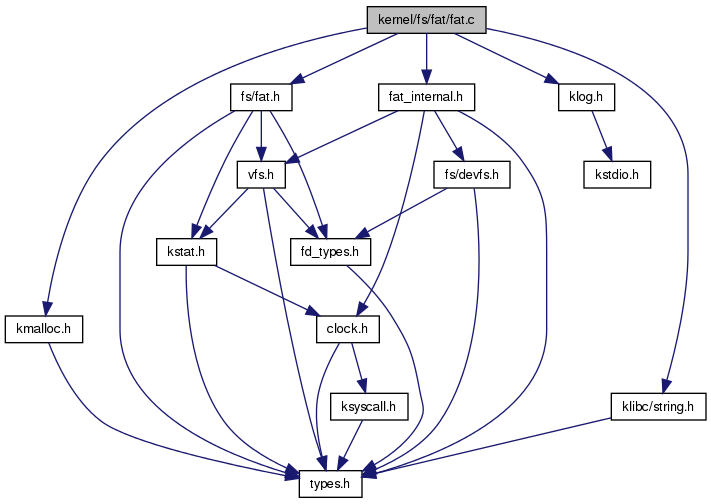 kernel/fs/fat/fat.c
fs/fat.h
fat_internal.h
klog.h
vfs.h
fs/devfs.h
kstdio.h
kstat.h
fd_types.h
kmalloc.h
clock.h
ksyscall.h
klibc/string.h
types.h